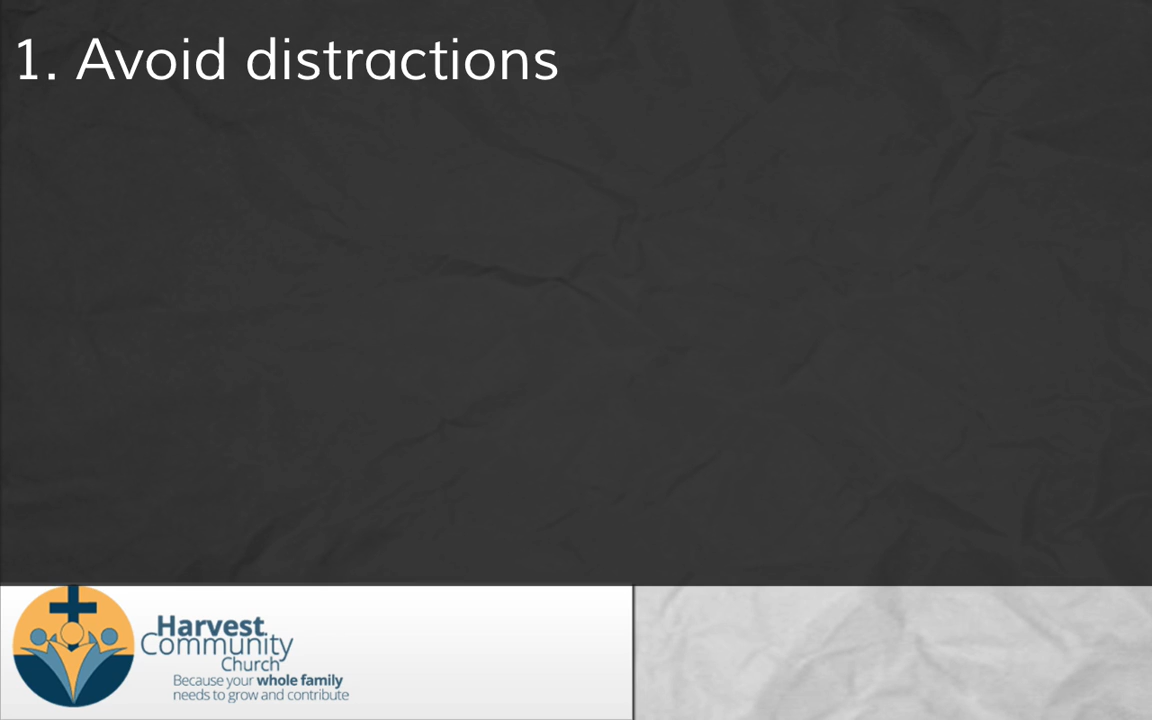 1. Avoid distractions
Harvest
Community
Church
Because your whole family
needs to grow and contribute